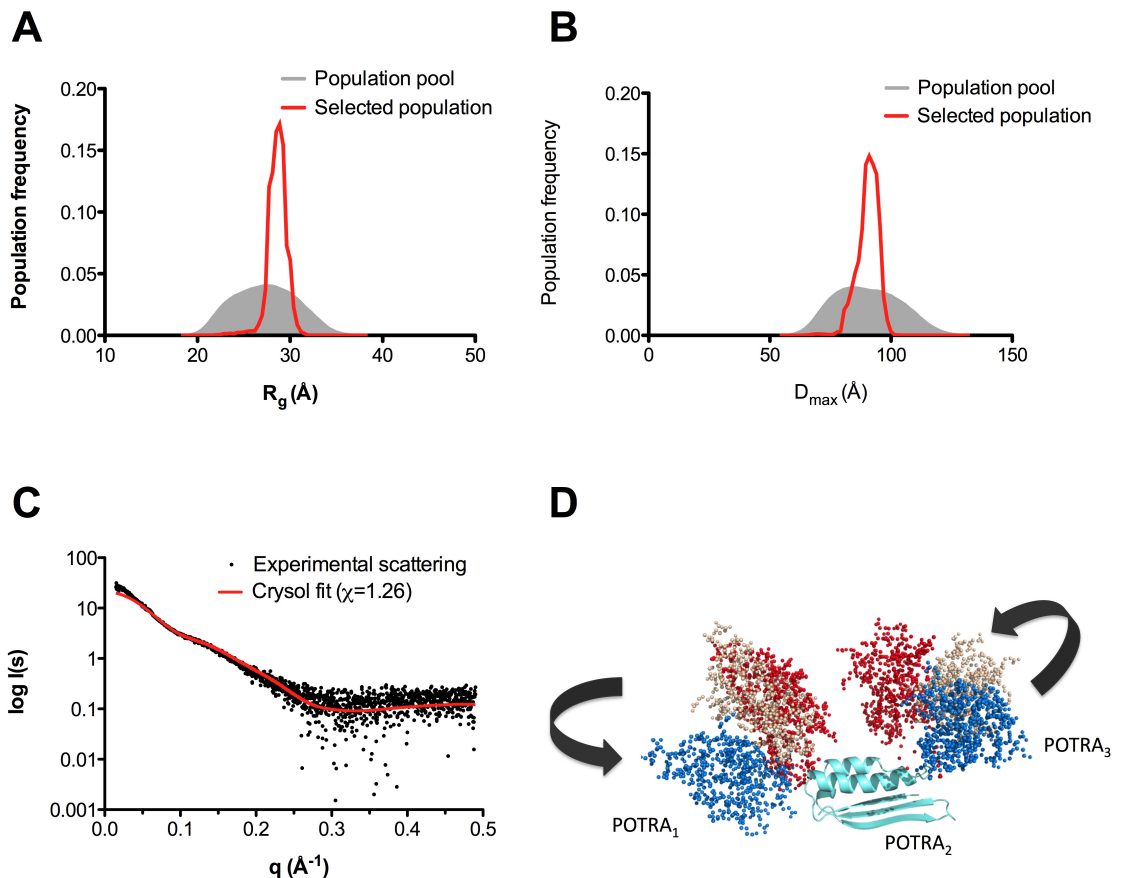 A
Population pool
Selected population
0.20
0.15
0.10
0.05
0.00
Population frequency
10 20 30 40 50
Rg (Å)
B
Population pool
Selected population
0.20
0.15
0.10
0.05
0.00
Population frequency
0 50 100 150
Dmax (Å)
C
Experimental scattering
Crysol fit (χ=1.26)
100
10
1
0.1
0.01
0.001
log I(s)
0.0 0.1 0.2 0.3 0.4 0.5
q (Å-1)
D
POTRA1
POTRA2
POTRA3